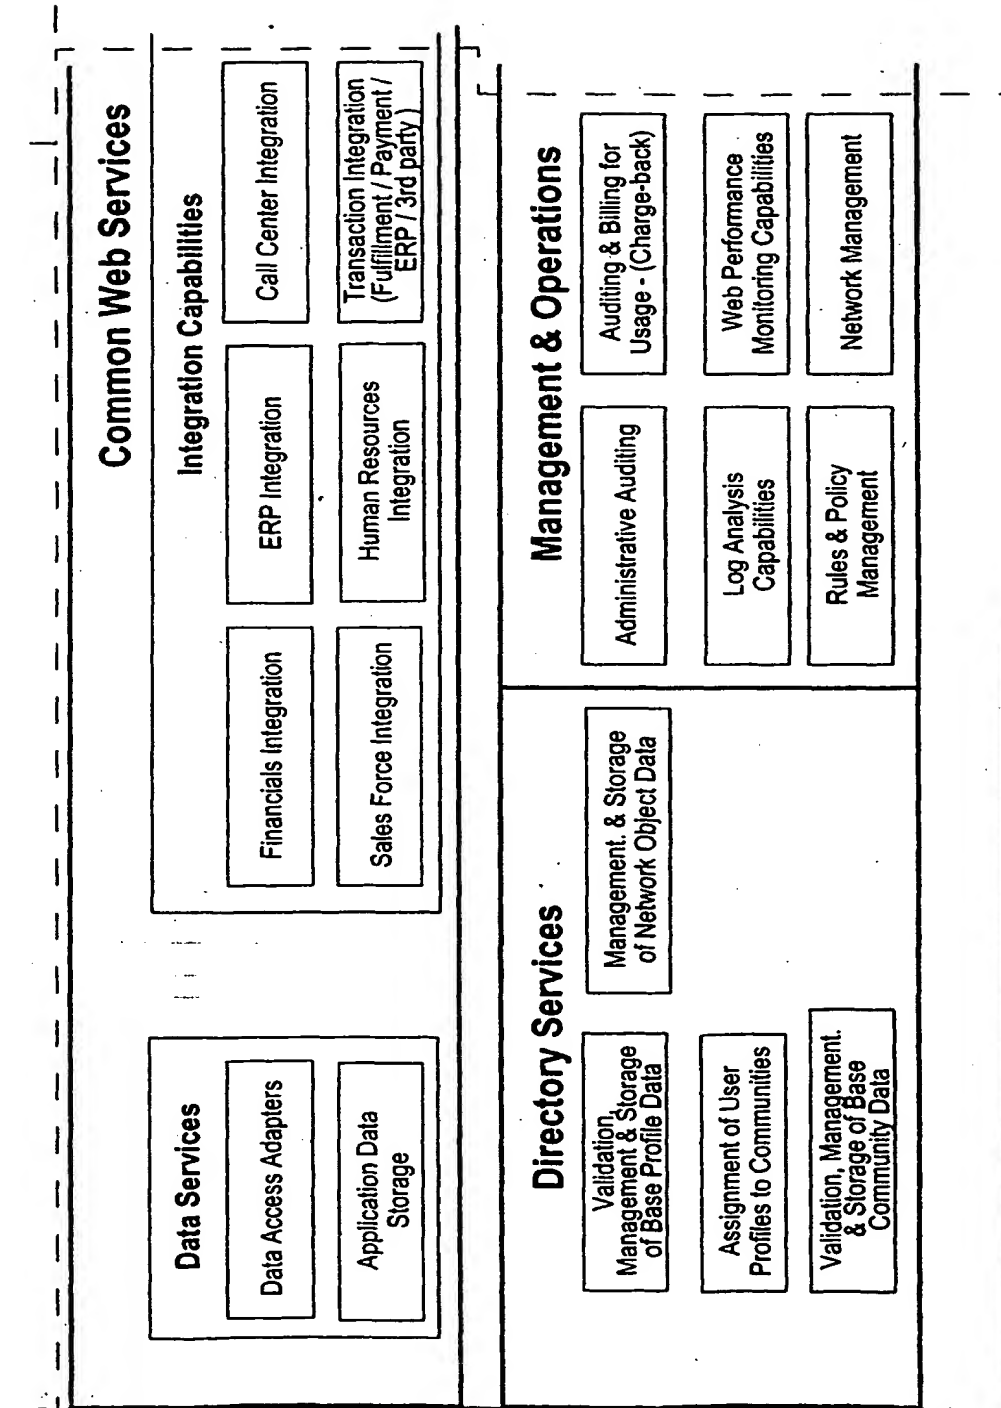 Common Web Services
Data Services
Data Access Adapters
Application Data
Storage
Integration Capabilities
Financials Integration
ERP Integration
Call Center Integration
Sales Force Integration
Human Resources
Integration
Transaction Integration
(Fulfillment / Payment /
ERP / 3rd party )
Directory Services
Validation,
Management & Storage
of Base Profile Data
Management. & Storage
of Network Object Data
Assignment of User
Profiles to Communities
Validation, Management.
& Storage of Base
Community Data
Management & Operations
Administrative Auditing
Auditing & Billing for
Usage - (Charge-back)
Log Analysis
Capabilities
Web Performance
Monitoring Capabilities
Rules & Policy
Management
Network Management